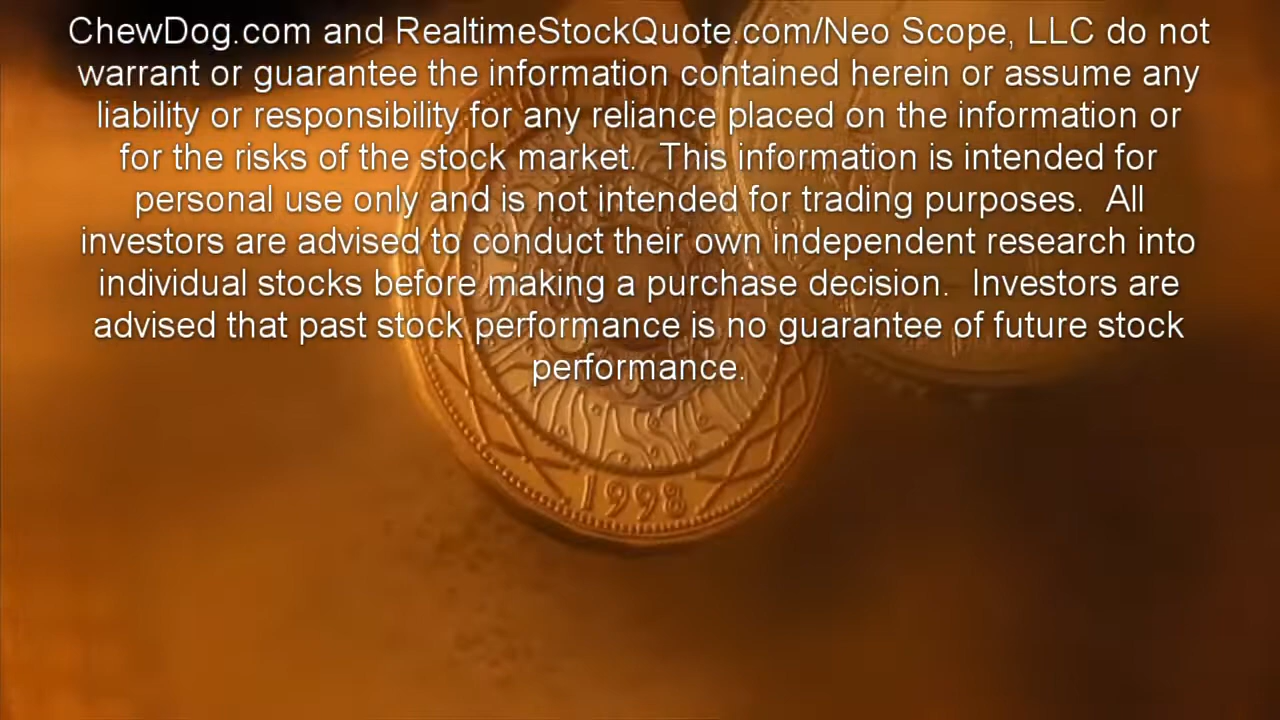 ChewDog.com and RealtimeStockQuote.com/Neo Scope, LLC do not
warrant or guarantee the information contained herein or assume any
liability or responsibility for any reliance placed on the information or
for the risks of the stock market.  This information is intended for
personal use only and is not intended for trading purposes.  All
investors are advised to conduct their own independent research into
individual stocks before making a purchase decision.  Investors are
advised that past stock performance is no guarantee of future stock
performance.
1998